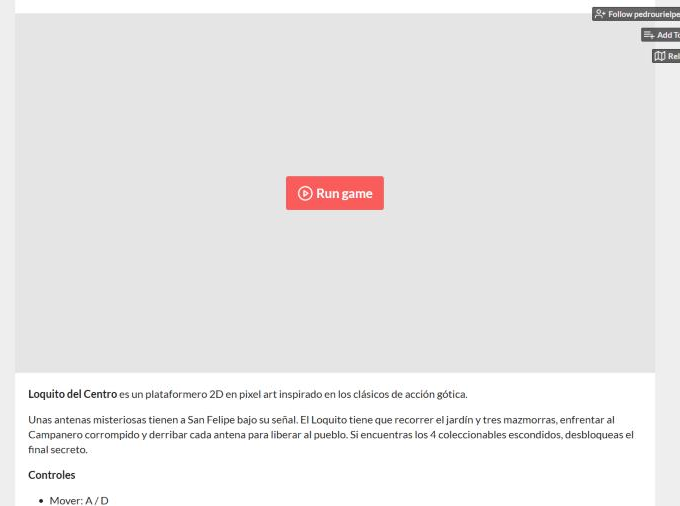 Follow pedrourielpe
Add To
Rel
Run game
Loquito del Centro es un plataformero 2D en pixel art inspirado en los clásicos de acción gótica.
Unas antenas misteriosas tienen a San Felipe bajo su señal. El Loquito tiene que recorrer el jardín y tres mazmorras, enfrentar al
Campanero corrompido y derribar cada antena para liberar al pueblo. Si encuentras los 4 coleccionables escondidos, desbloqueas el
final secreto.
Controles
• Mover: A / D